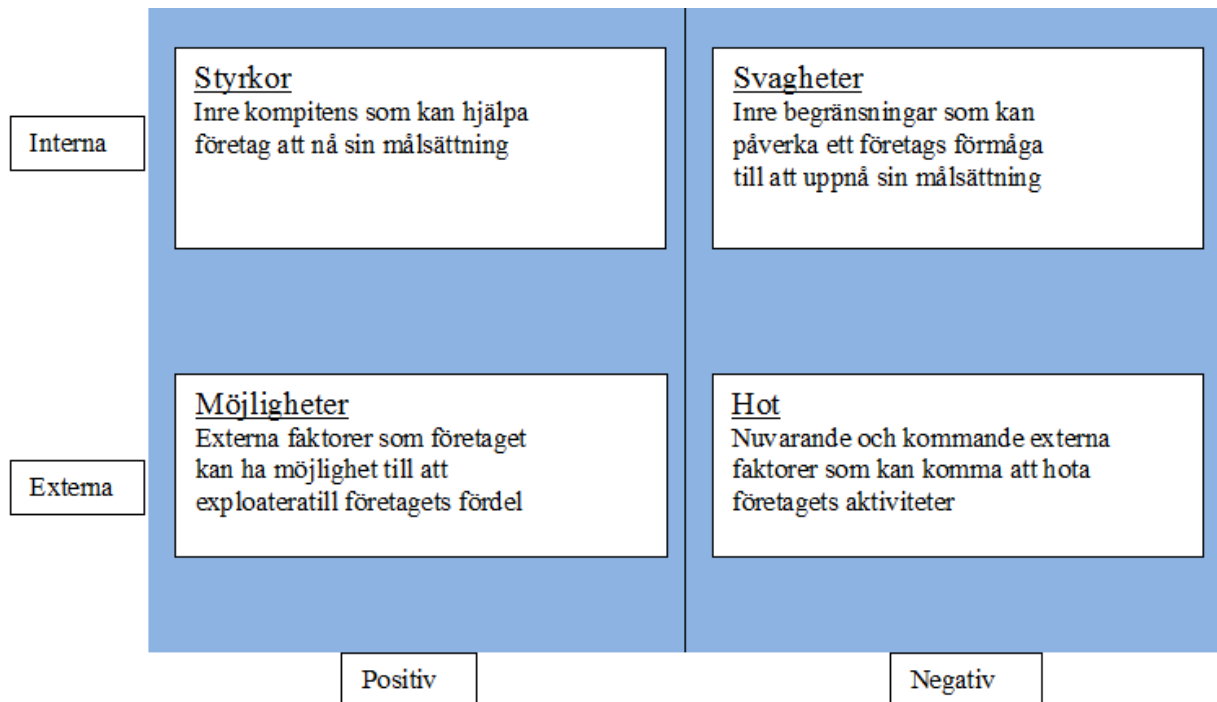 Interna
Styrkor
Inre kompitens som kan hjälpa
företag att nå sin målsättning
Svagheter
Inre begränsningar som kan
påverka ett företags förmåga
till att uppnå sin målsättning
Externa
Möjligheter
Externa faktorer som företaget
kan ha möjlighet till att
exploateratill företagets fördel
Hot
Nuvarande och kommande externa
faktorer som kan komma att hota
företagets aktiviteter
Positiv
Negativ